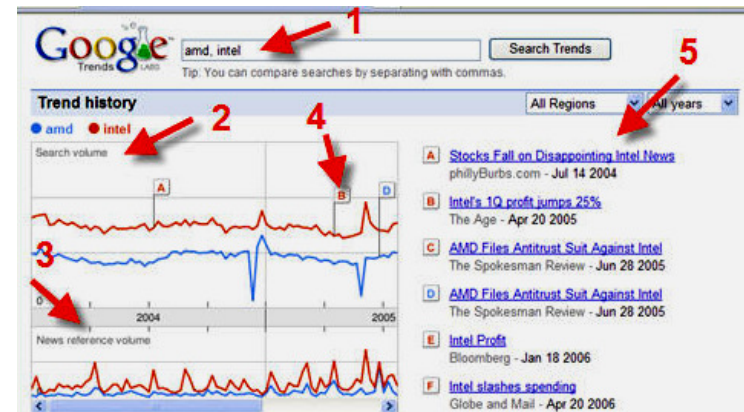 1
Google
Trends LABS
amd, intel
Search Trends
Tip: You can compare searches by separating with commas.
5
Trend history
All Regions
All years
amd intel
2
4
Search volume
A
B
D
3
0
2004
2005
News reference volume
A Stocks Fall on Disappointing Intel News
phillyBurbs.com - Jul 14 2004
B Intel's 1Q profit jumps 25%
The Age - Apr 20 2005
C AMD Files Antitrust Suit Against Intel
The Spokesman Review - Jun 28 2005
D AMD Files Antitrust Suit Against Intel
The Spokesman Review - Jun 28 2005
E Intel Profit
Bloomberg - Jan 18 2006
F Intel slashes spending
Globe and Mail - Apr 20 2006